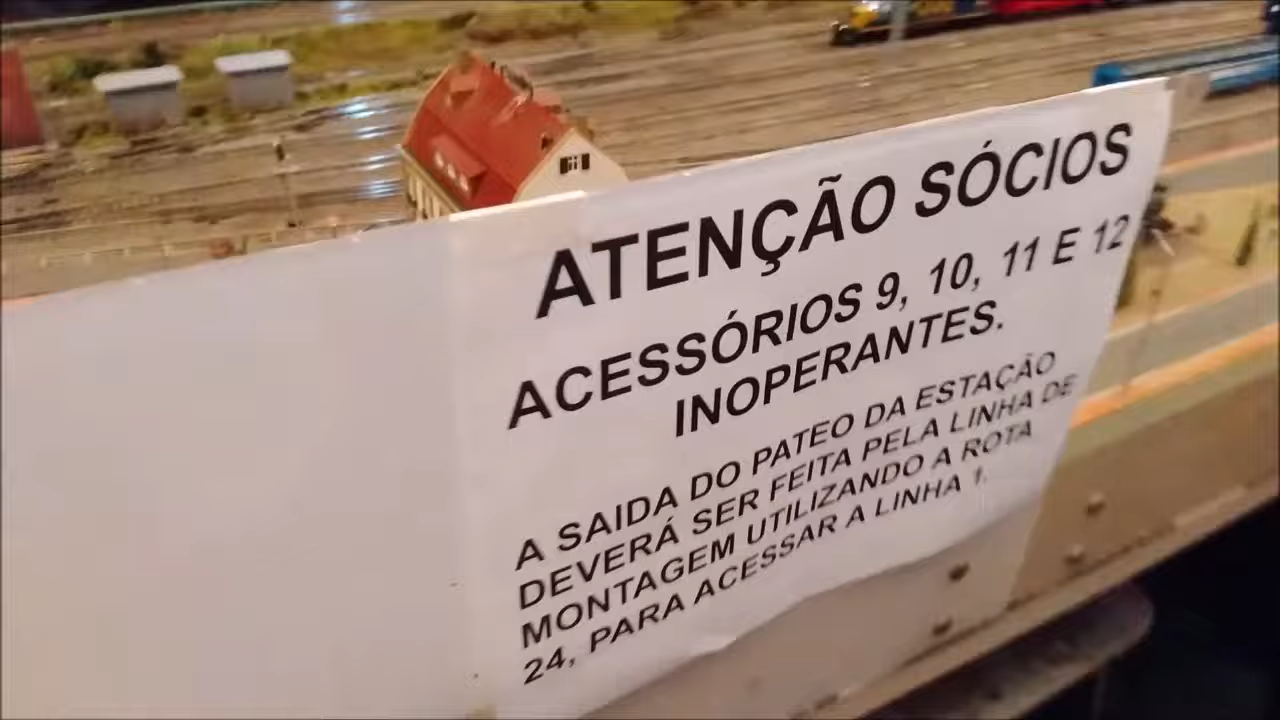 ATENÇÃO SÓCIOS
ACESSÓRIOS 9, 10, 11 E 12
INOPERANTES.
A SAIDA DO PATEO DA ESTAÇÃO
DEVERÁ SER FEITA PELA LINHA DE
MONTAGEM UTILIZANDO A ROTA
24, PARA ACESSAR A LINHA 1.